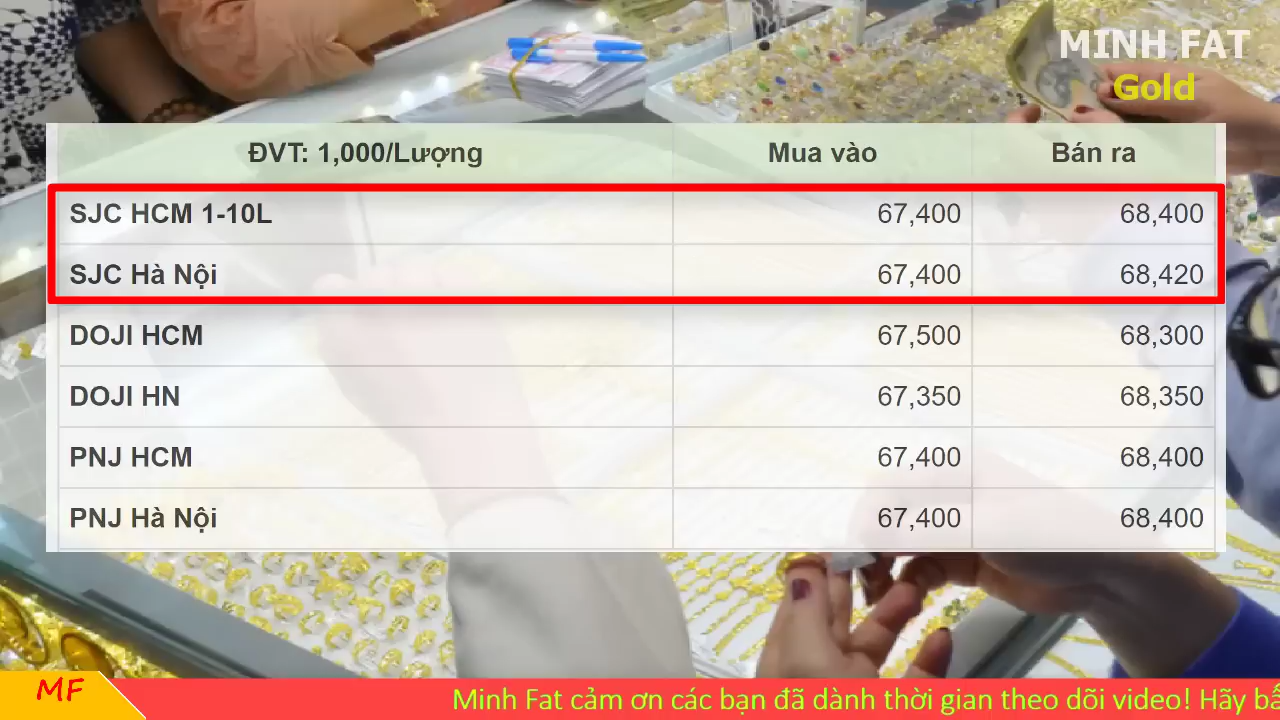 MINH FAT
Gold
ĐVT: 1,000/Lượng Mua vào Bán ra
SJC HCM 1-10L 67,400 68,400
SJC Hà Nội 67,400 68,420
DOJI HCM 67,500 68,300
DOJI HN 67,350 68,350
PNJ HCM 67,400 68,400
PNJ Hà Nội 67,400 68,400
MF
Minh Fat cảm ơn các bạn đã dành thời gian theo dõi video! Hãy